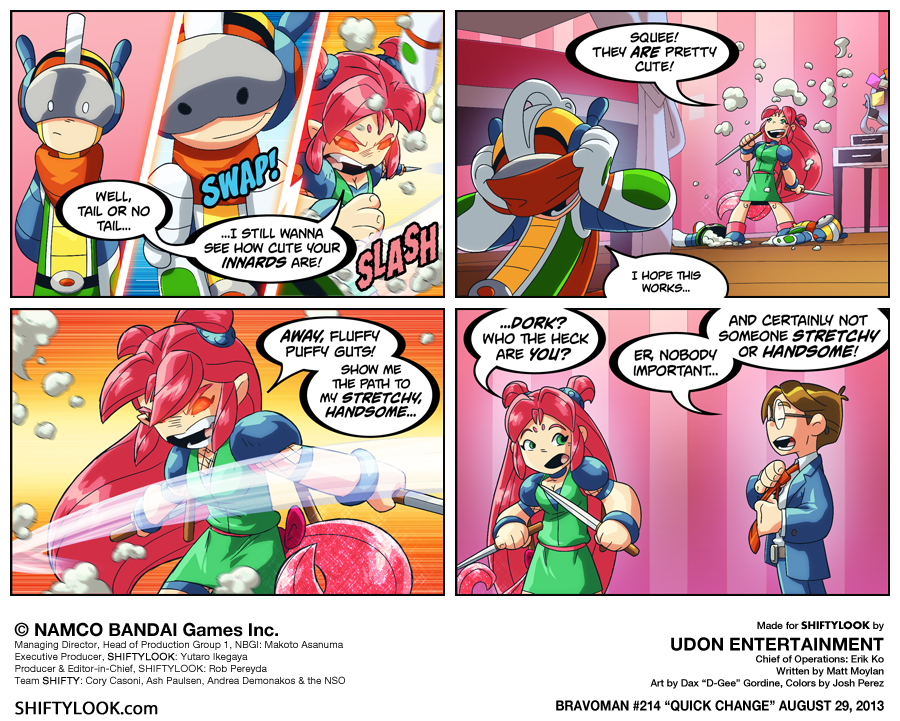 WELL,
TAIL OR NO
TAIL...
SWAP!
...I STILL WANNA
SEE HOW CUTE YOUR
INNARDS ARE!
SLASH
SQUEE!
THEY ARE PRETTY
CUTE!
I HOPE THIS
WORKS...
AWAY, FLUFFY
PUFFY GUTS!
SHOW ME
THE PATH TO
MY STRETCHY,
HANDSOME...
...DORK?
WHO THE HECK
ARE YOU?
ER, NOBODY
IMPORTANT...
AND CERTAINLY NOT
SOMEONE STRETCHY
OR HANDSOME!
© NAMCO BANDAI Games Inc.
Managing Director, Head of Production Group 1, NBGI: Makoto Asanuma
Executive Producer, SHIFTYLOOK: Yutaro Ikegaya
Producer & Editor-in-Chief, SHIFTYLOOK: Rob Pereyda
Team SHIFTY: Cory Casoni, Ash Paulsen, Andrea Demonakos & the NSO
SHIFTYLOOK.com
Made for SHIFTYLOOK by
UDON ENTERTAINMENT
Chief of Operations: Erik Ko
Written by Matt Moylan
Art by Dax “D-Gee” Gordine, Colors by Josh Perez
BRAVOMAN #214 “QUICK CHANGE” AUGUST 29, 2013